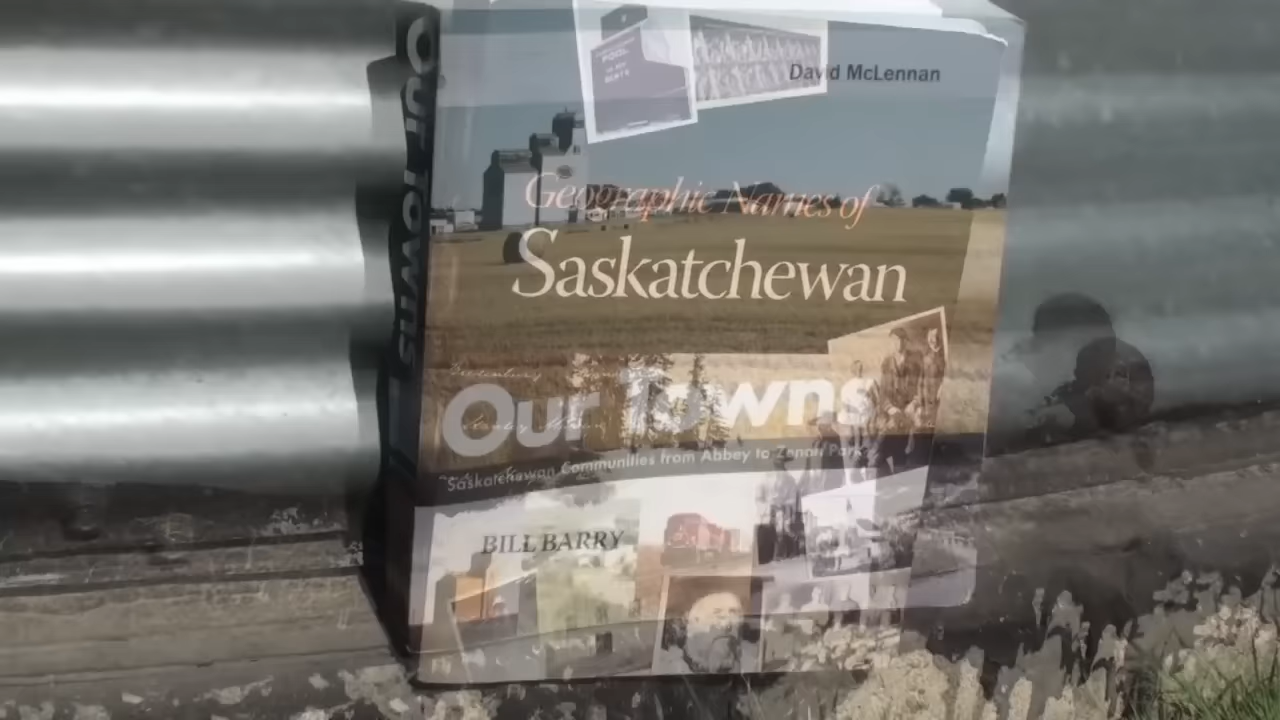 David McLennan
Geographic Names of
Saskatchewan
Our Towns
Saskatchewan Communities from Abbey to Zenon Park
BILL BARRY
OUR TOWNS
POOL